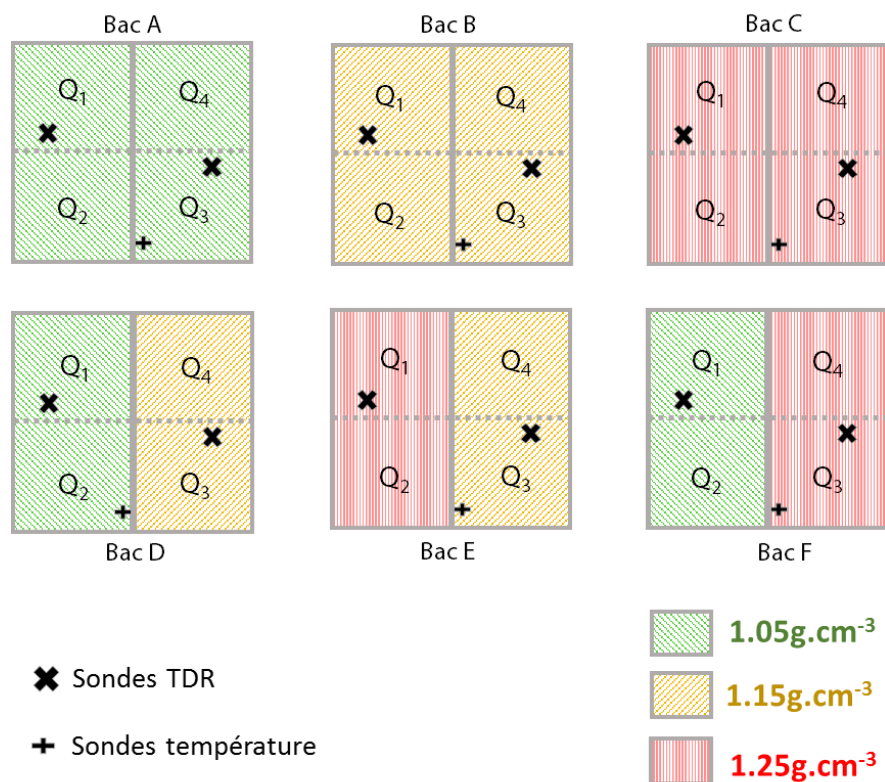 Bac A
Bac B
Bac C
Q1 Q4
Q2 Q3
Q1 Q4
Q2 Q3
Q1 Q4
Q2 Q3
Q1 Q4
Q2 Q3
Q1 Q4
Q2 Q3
Q1 Q4
Q2 Q3
Bac D
Bac E
Bac F
1.05g.cm-3
Sondes TDR
1.15g.cm-3
Sondes température
1.25g.cm-3